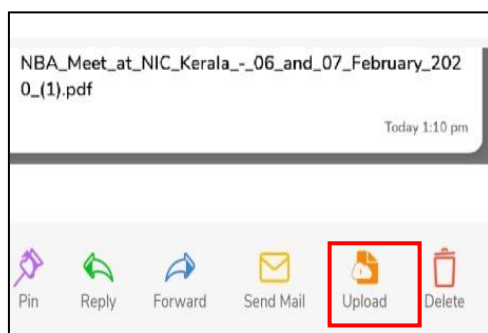 NBA_Meet_at_NIC_Kerala_-_06_and_07_February_202
0_(1).pdf
Today 1:10 pm
Pin Reply Forward Send Mail Upload Delete